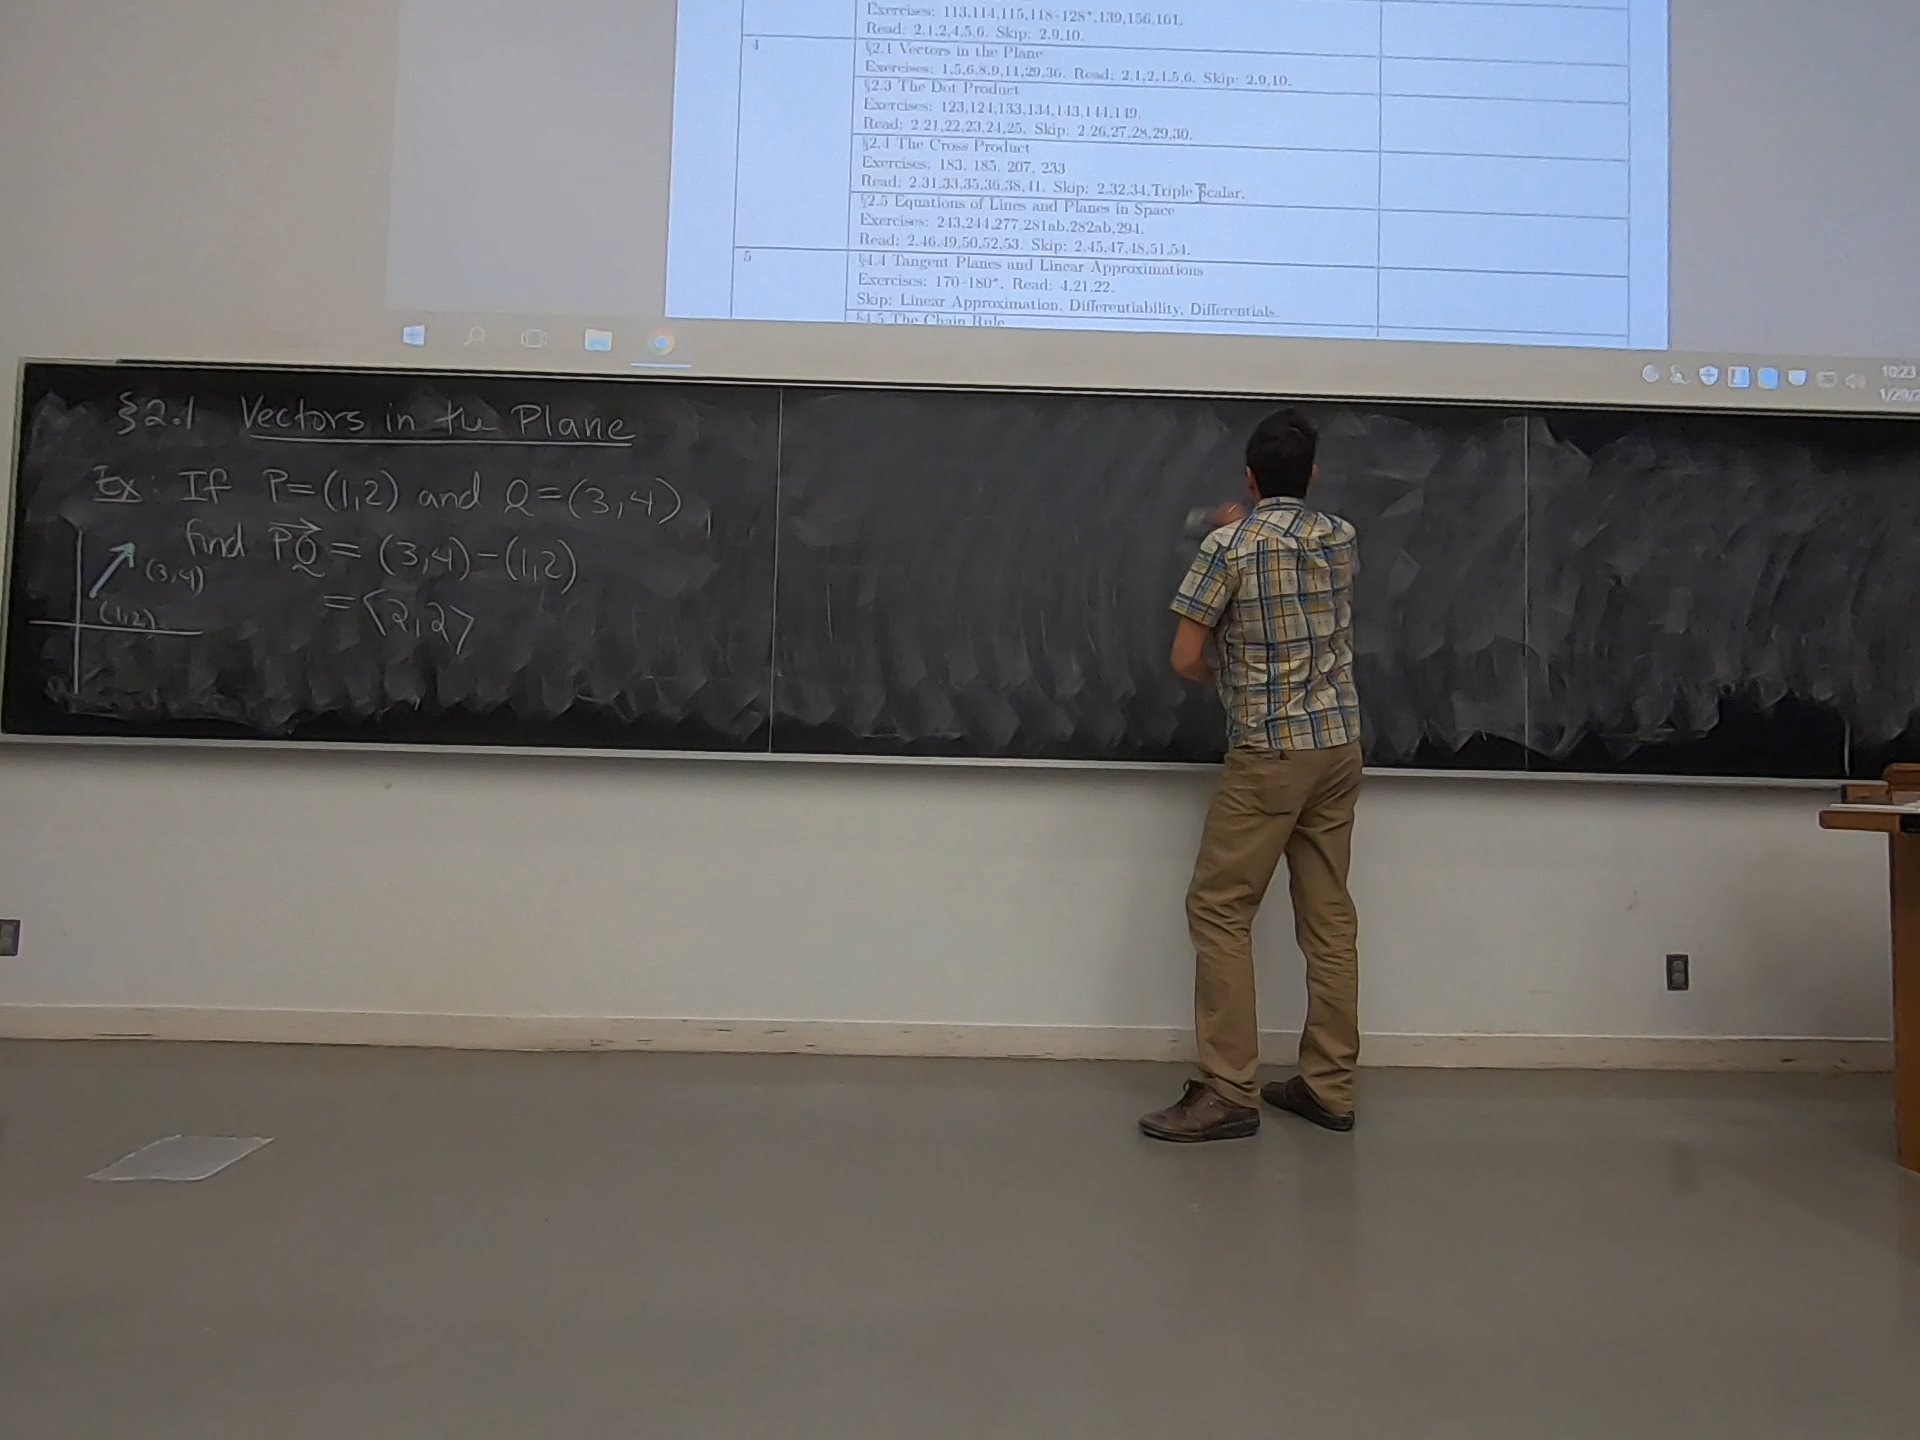 Exercises: 113,114,115,118-128*,139,156,161.
Read: 2.1,2,4,5,6. Skip: 2.9,10.
4
§2.1 Vectors in the Plane
Exercises: 1,5,6,8,9,11,29,36. Read: 2.1,2,4,5,6. Skip: 2.9,10.
§2.3 The Dot Product
Exercises: 123,124,133,134,143,144,149.
Read: 2.21,22,23,24,25. Skip: 2.26,27,28,29,30.
§2.4 The Cross Product
Exercises: 183, 185, 207, 233
Read: 2.31,33,35,36,38,41. Skip: 2.32,34,Triple Scalar.
§2.5 Equations of Lines and Planes in Space
Exercises: 243,244,277,281ab,282ab,294.
Read: 2.46,49,50,52,53. Skip: 2.45,47,48,51,54.
5
§4.4 Tangent Planes and Linear Approximations
Exercises: 170-180*. Read: 4.21,22.
Skip: Linear Approximation, Differentiability, Differentials.
§4.5 The Chain Rule
10:23
§2.1 Vectors in the Plane
Ex: If P=(1,2) and Q=(3,4),
find PQ = (3,4)-(1,2)
= ⟨2,2⟩
(3,4)
(1,2)